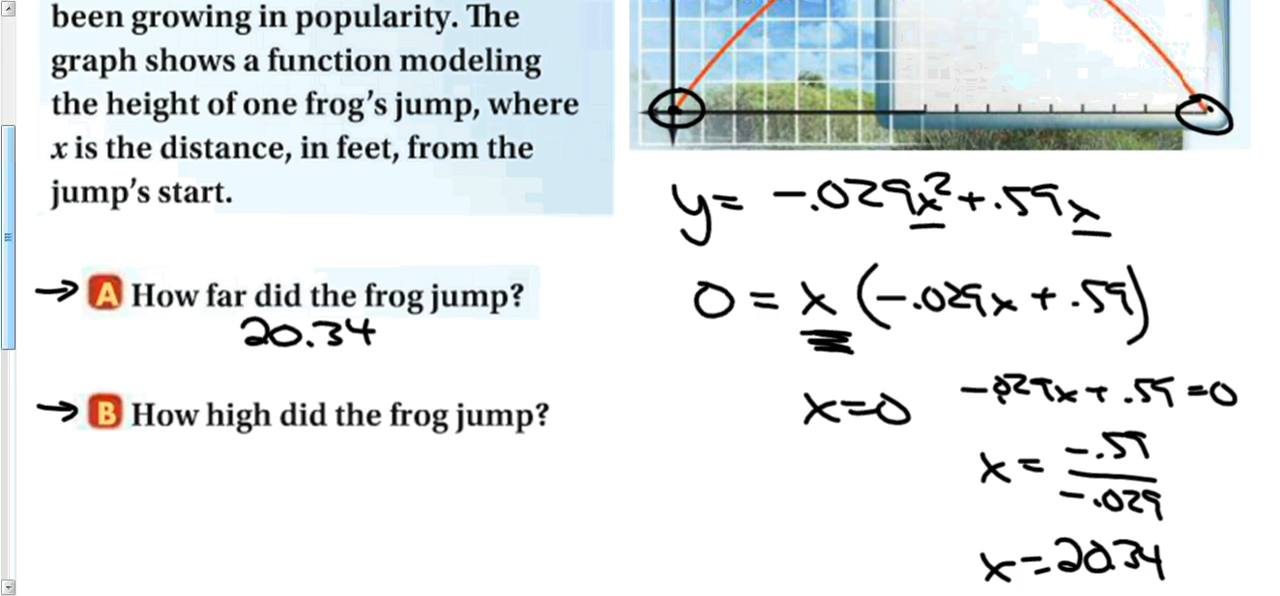 been growing in popularity. The
graph shows a function modeling
the height of one frog's jump, where
x is the distance, in feet, from the
jump's start.
→ A How far did the frog jump?
20.34
→ B How high did the frog jump?
y = -.029x² + .59x
0 = x (-.029x + .59)
x=0
-.029x + .59 = 0
x = -.59 / -.029
x = 20.34